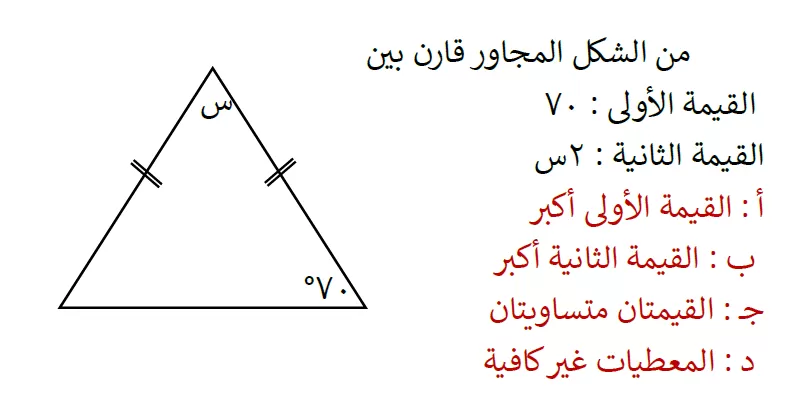 من الشكل المجاور قارن بين
القيمة الأولى : ٧٠
القيمة الثانية : ٢س
أ : القيمة الأولى أكبر
ب : القيمة الثانية أكبر
جـ : القيمتان متساويتان
د : المعطيات غير كافية
س
٧٠°